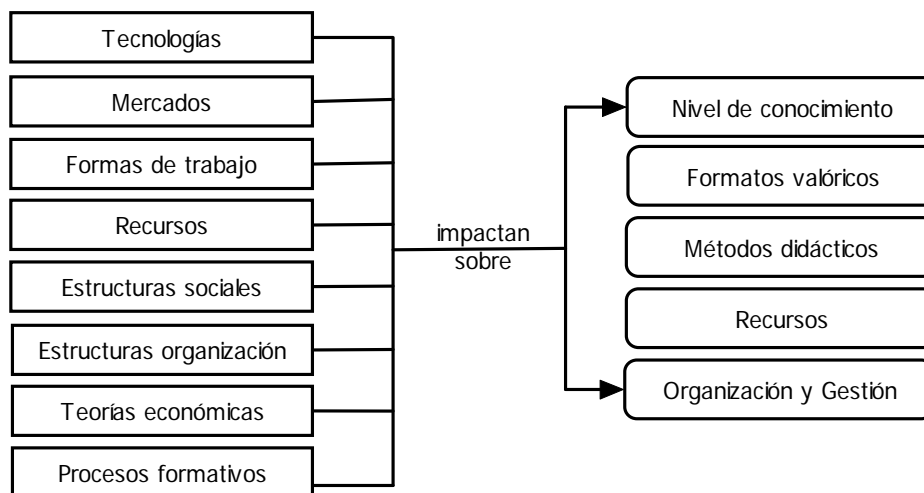 Tecnologías
Mercados
Formas de trabajo
Recursos
Estructuras sociales
Estructuras organización
Teorías económicas
Procesos formativos
impactan
sobre
Nivel de conocimiento
Formatos valóricos
Métodos didácticos
Recursos
Organización y Gestión